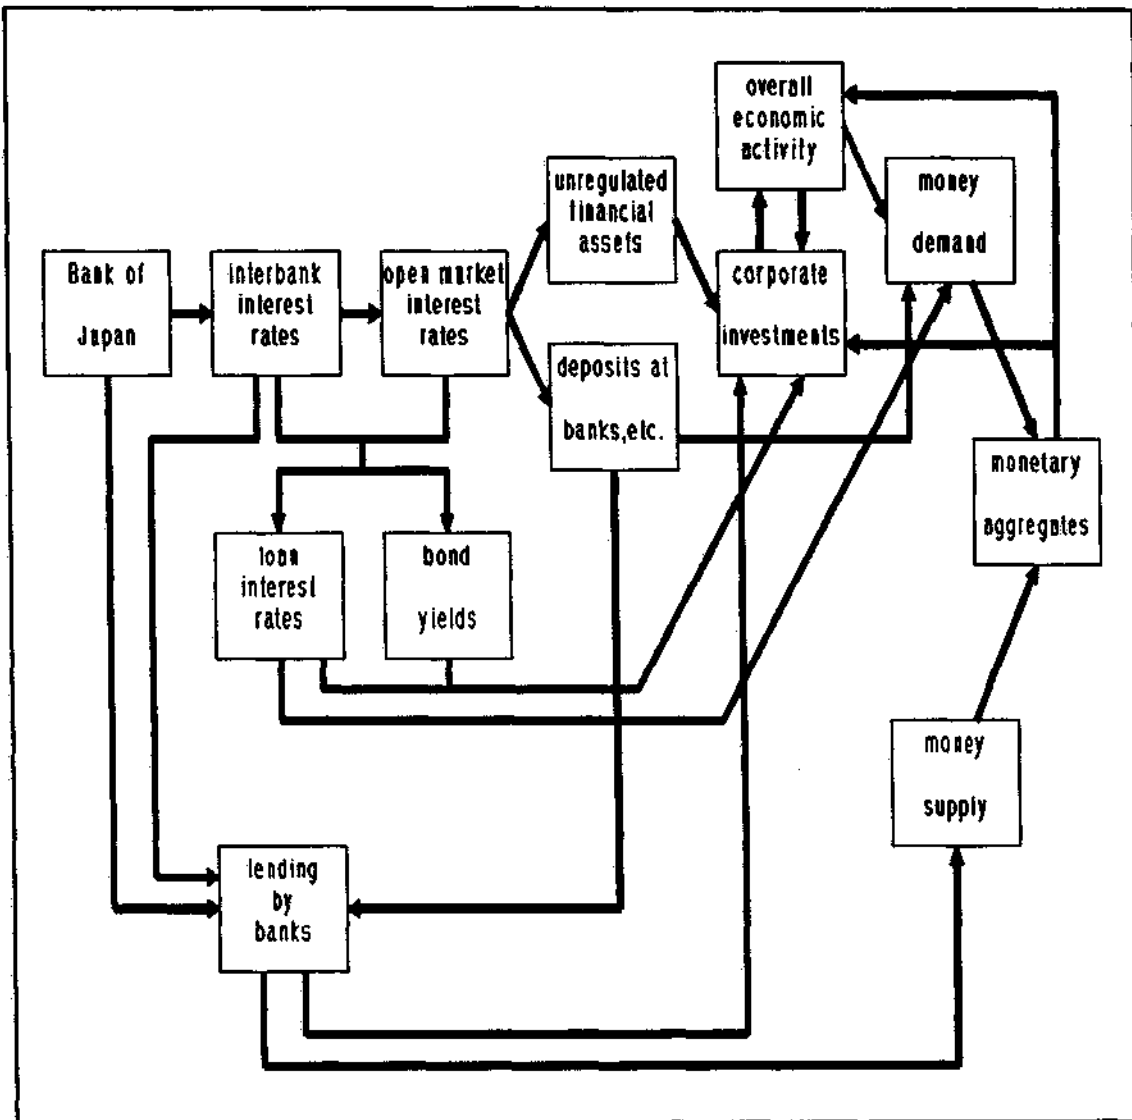 overall
economic
activity
unregulated
financial
assets
money
demand
Bank of
Japan
interbank
interest
rates
open market
interest
rates
corporate
investments
deposits at
banks,etc.
monetary
aggregates
loan
interest
rates
bond
yields
money
supply
lending
by
banks